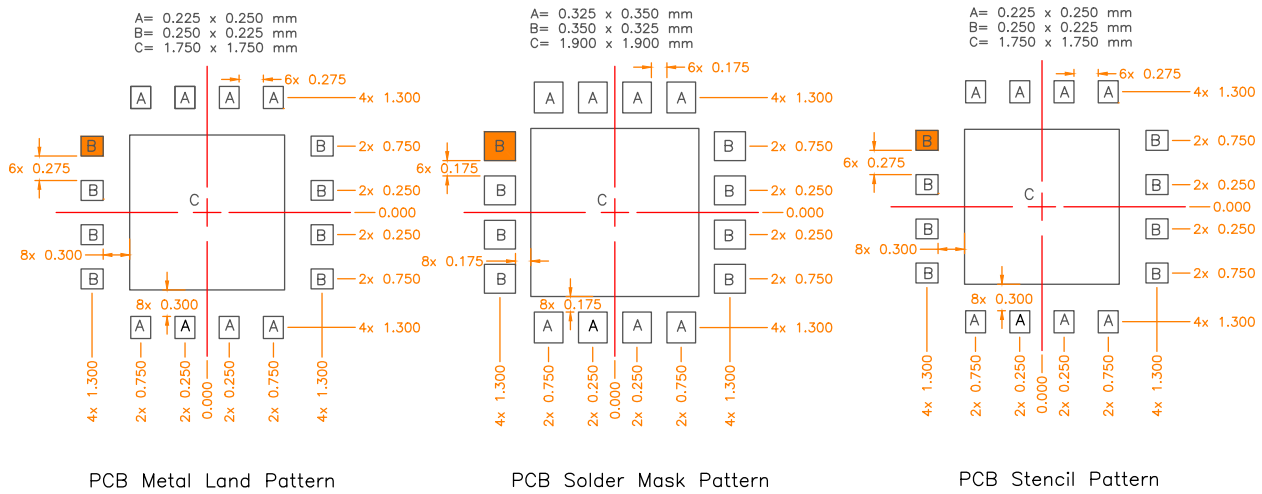 A= 0.225 x 0.250 mm
B= 0.250 x 0.225 mm
C= 1.750 x 1.750 mm
6x 0.275
A A A A
4x 1.300
B
B
2x 0.750
6x 0.275
B
B
2x 0.250
C
0.000
B
B
2x 0.250
8x 0.300
B
B
2x 0.750
8x 0.300
A A A A
4x 1.300
4x 1.300
2x 0.750
2x 0.250
0.000
2x 0.250
2x 0.750
4x 1.300
PCB Metal Land Pattern
A= 0.325 x 0.350 mm
B= 0.350 x 0.325 mm
C= 1.900 x 1.900 mm
6x 0.175
A A A A
4x 1.300
B
B
2x 0.750
6x 0.175
B
B
2x 0.250
C
0.000
B
B
2x 0.250
8x 0.175
B
B
2x 0.750
8x 0.175
A A A A
4x 1.300
4x 1.300
2x 0.750
2x 0.250
0.000
2x 0.250
2x 0.750
4x 1.300
PCB Solder Mask Pattern
A= 0.225 x 0.250 mm
B= 0.250 x 0.225 mm
C= 1.750 x 1.750 mm
6x 0.275
A A A A
4x 1.300
B
B
2x 0.750
6x 0.275
B
B
2x 0.250
C
0.000
B
B
2x 0.250
8x 0.300
B
B
2x 0.750
8x 0.300
A A A A
4x 1.300
4x 1.300
2x 0.750
2x 0.250
0.000
2x 0.250
2x 0.750
4x 1.300
PCB Stencil Pattern